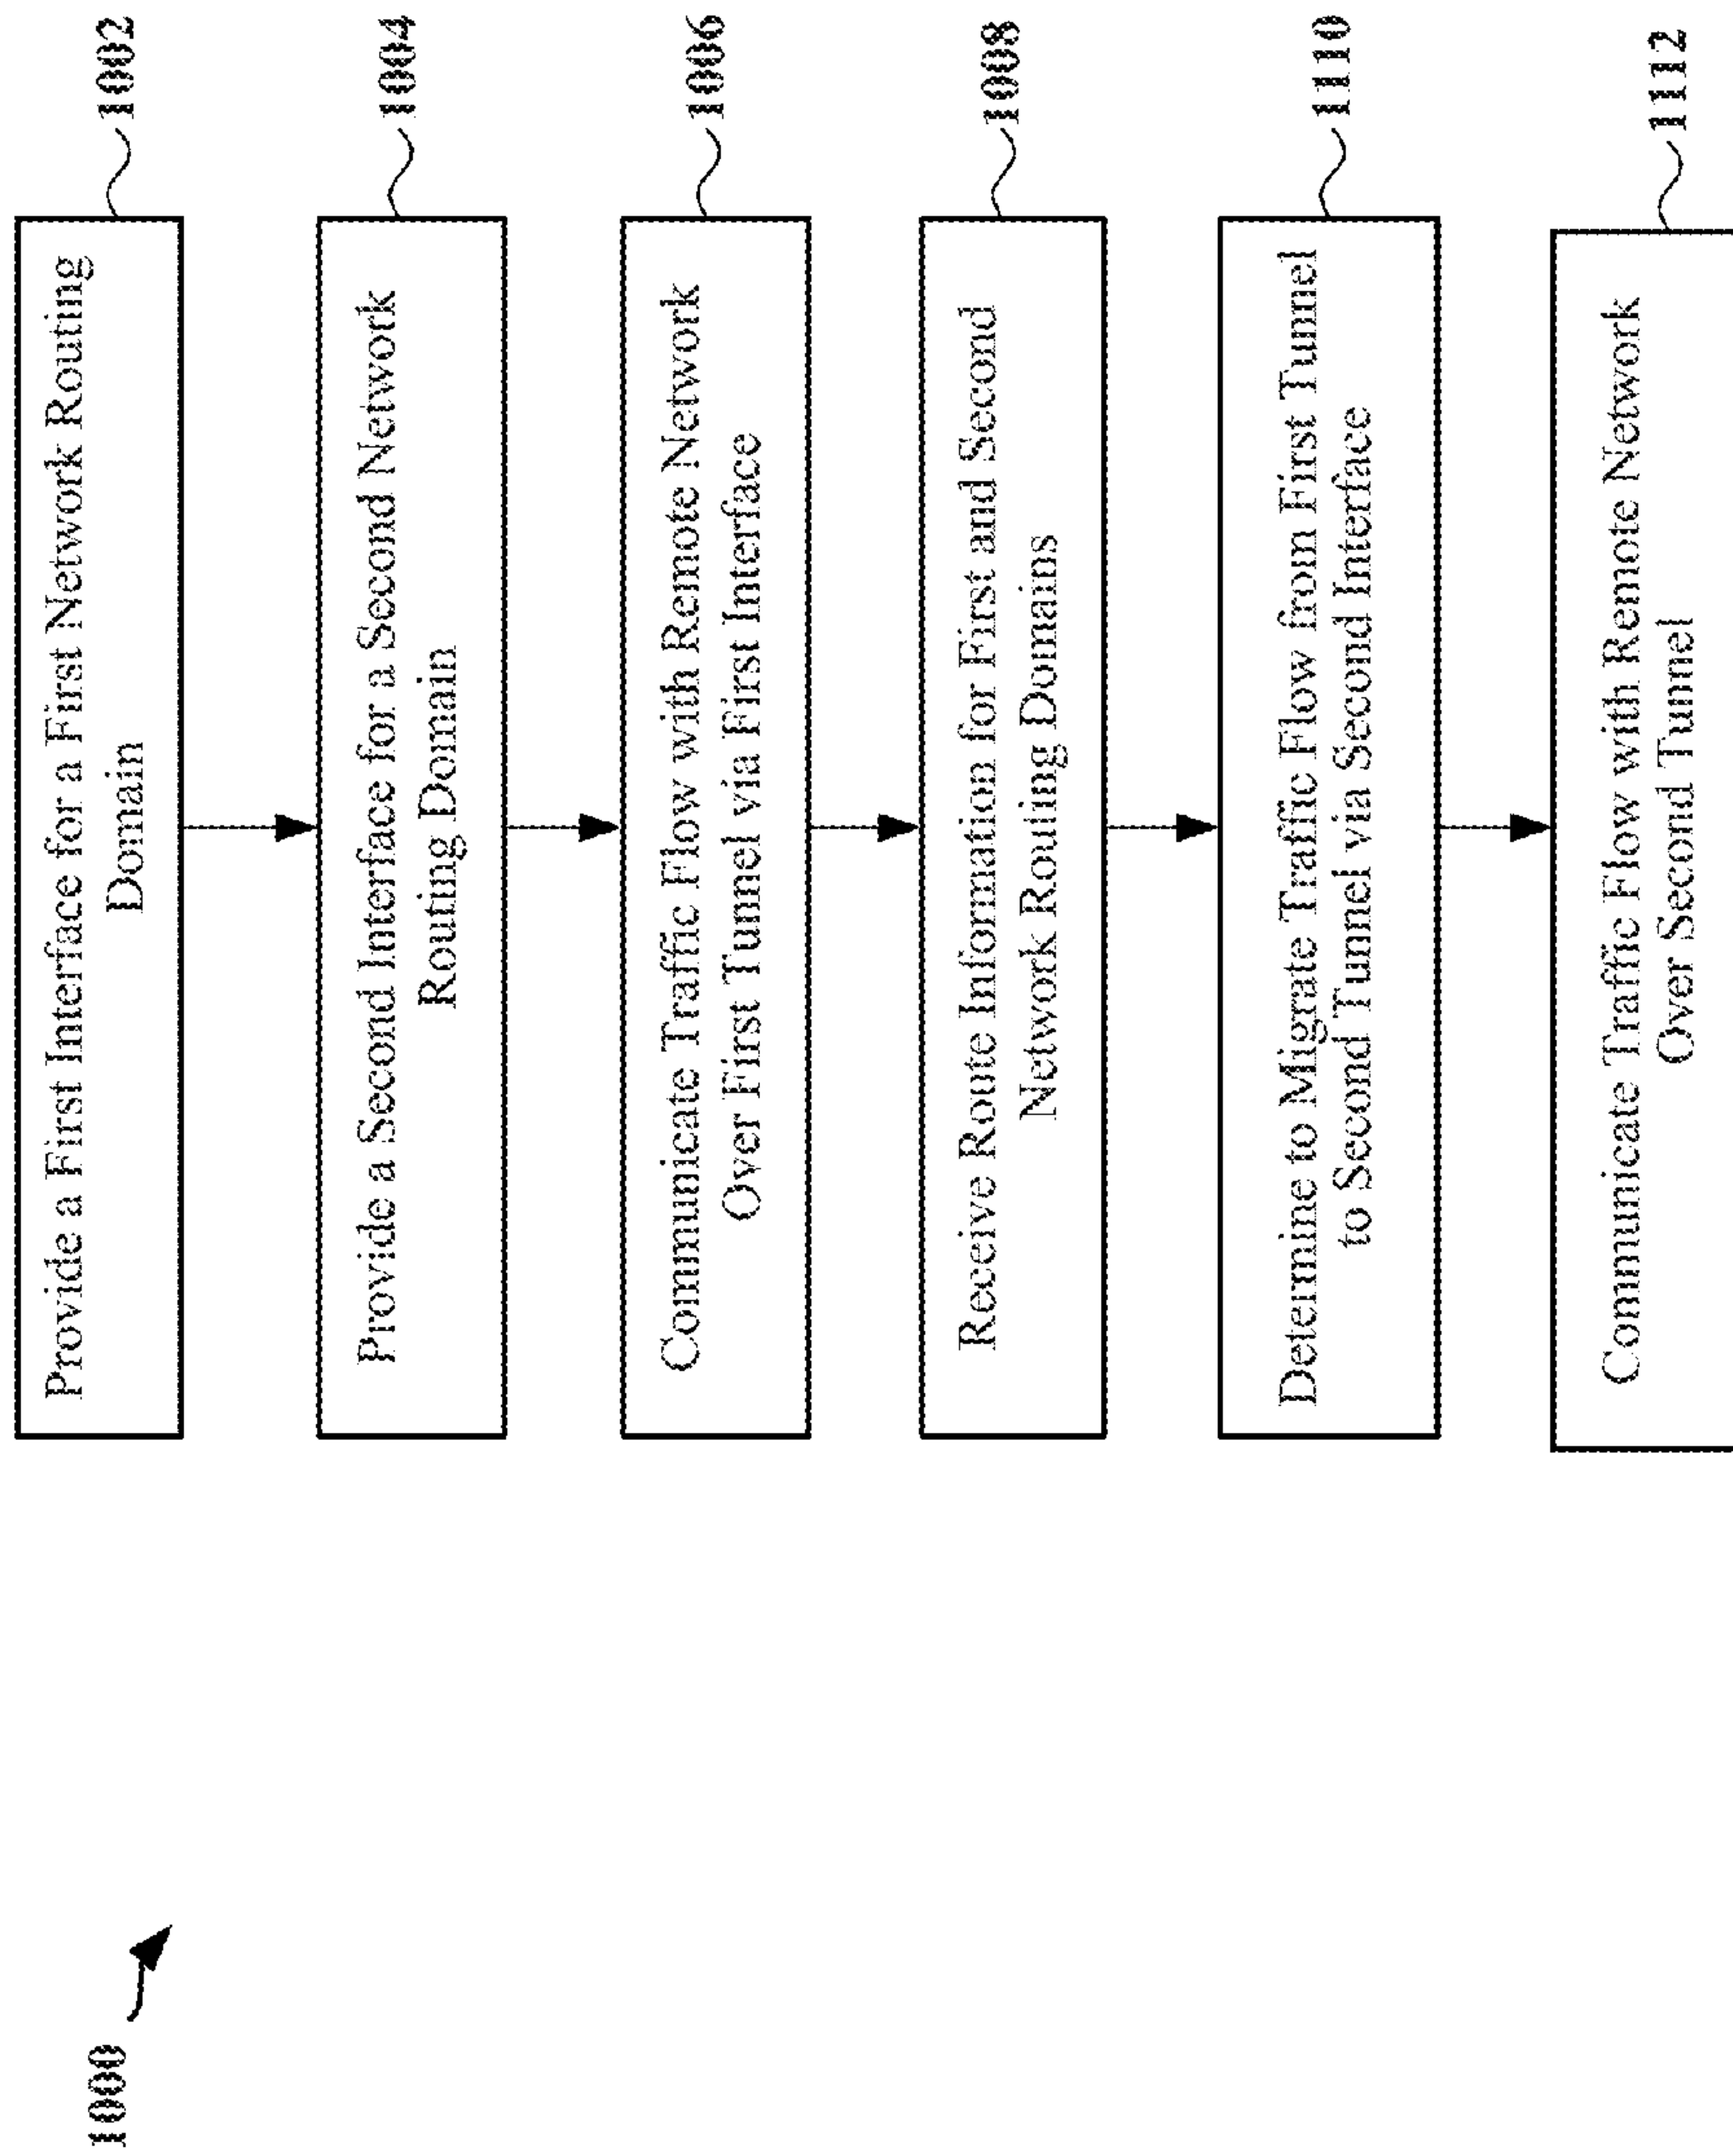 1000
Provide a First Interface for a First Network Routing
Domain
1002
Provide a Second Interface for a Second Network
Routing Domain
1004
Communicate Traffic Flow with Remote Network
Over First Tunnel via First Interface
1006
Receive Route Information for First and Second
Network Routing Domains
1008
Determine to Migrate Traffic Flow from First Tunnel
to Second Tunnel via Second Interface
1110
Communicate Traffic Flow with Remote Network
Over Second Tunnel
1112